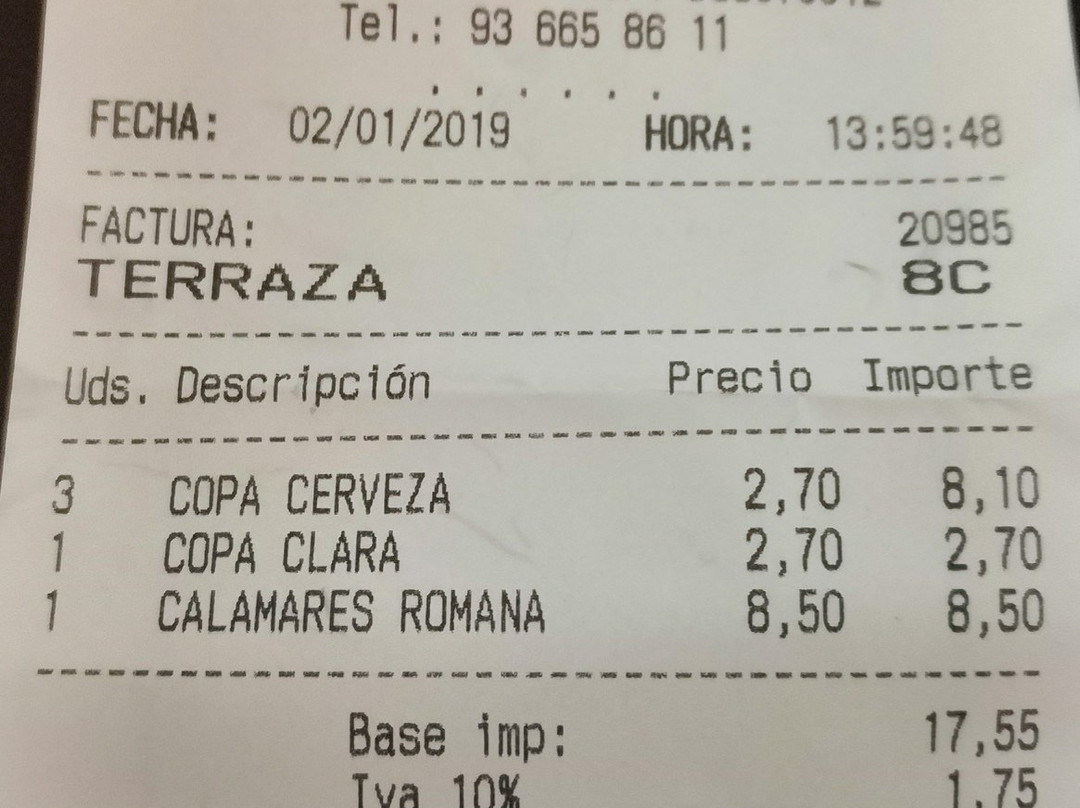 Tel.: 93 665 86 11
. . . . . .
FECHA: 02/01/2019 HORA: 13:59:48
FACTURA: 20985
TERRAZA 8C
Uds. Descripción Precio Importe
3 COPA CERVEZA 2,70 8,10
1 COPA CLARA 2,70 2,70
1 CALAMARES ROMANA 8,50 8,50
Base imp: 17,55
Iva 10% 1,75